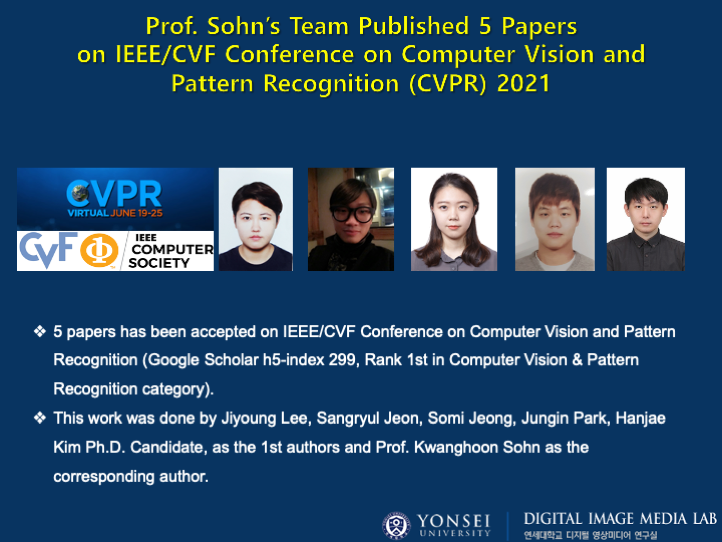 Prof. Sohn's Team Published 5 Papers
on IEEE/CVF Conference on Computer Vision and
Pattern Recognition (CVPR) 2021
CVPR
VIRTUAL JUNE 19-25
CVF
IEEE
COMPUTER
SOCIETY
❖ 5 papers has been accepted on IEEE/CVF Conference on Computer Vision and Pattern
Recognition (Google Scholar h5-index 299, Rank 1st in Computer Vision & Pattern
Recognition category).
❖ This work was done by Jiyoung Lee, Sangryul Jeon, Somi Jeong, Jungin Park, Hanjae
Kim Ph.D. Candidate, as the 1st authors and Prof. Kwanghoon Sohn as the
corresponding author.
YONSEI
UNIVERSITY
DIGITAL IMAGE MEDIA LAB
연세대학교 디지털 영상미디어 연구실